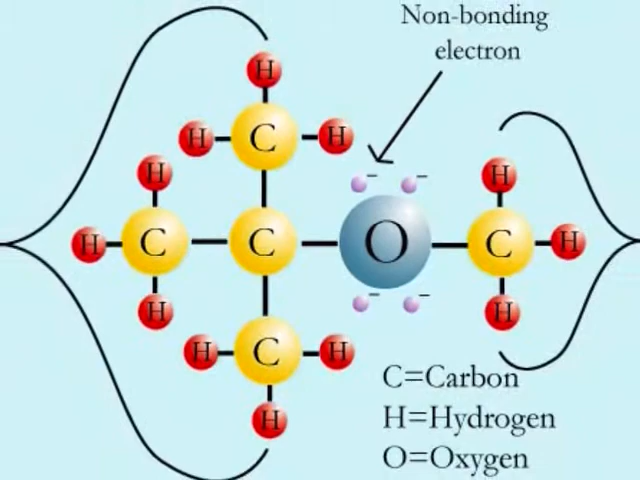 Non-bonding
electron
H
H C H
H
H C C O C H
H
H
H
H C H
H
C=Carbon
H=Hydrogen
O=Oxygen